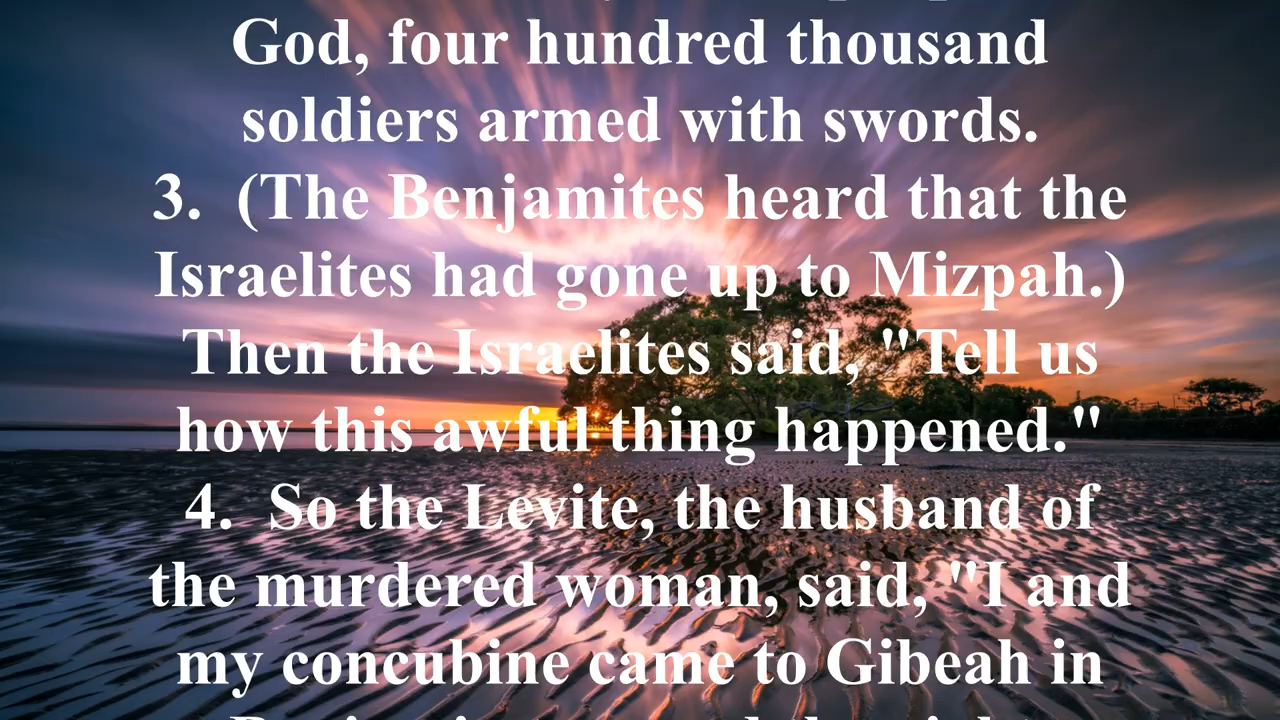 God, four hundred thousand
soldiers armed with swords.
3. (The Benjamites heard that the
Israelites had gone up to Mizpah.)
Then the Israelites said, "Tell us
how this awful thing happened."
4. So the Levite, the husband of
the murdered woman, said, "I and
my concubine came to Gibeah in